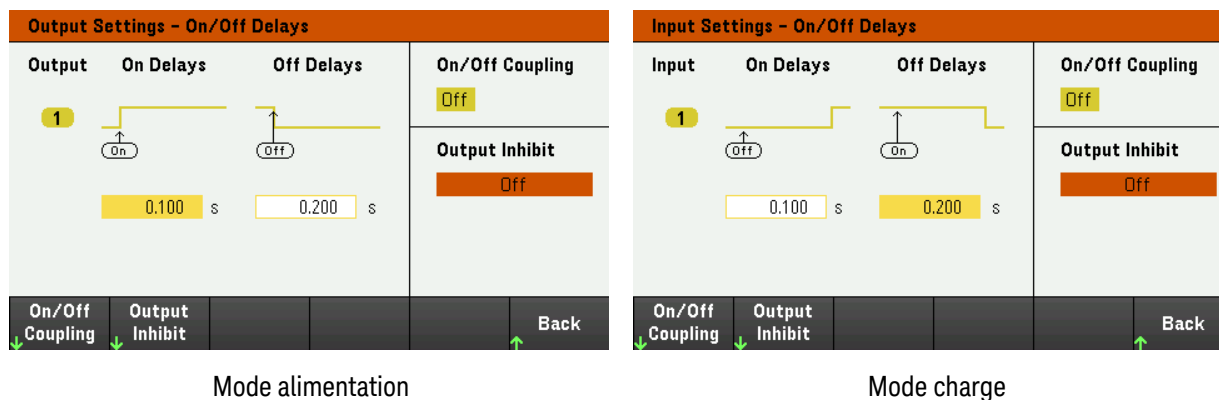 Output Settings – On/Off Delays
Output On Delays Off Delays
1
On
Off
0.100 s 0.200 s
On/Off Coupling
Off
Output Inhibit
Off
On/Off Coupling
Output Inhibit
Back
Mode alimentation
Input Settings – On/Off Delays
Input On Delays Off Delays
1
Off
On
0.100 s 0.200 s
On/Off Coupling
Off
Output Inhibit
Off
On/Off Coupling
Output Inhibit
Back
Mode charge